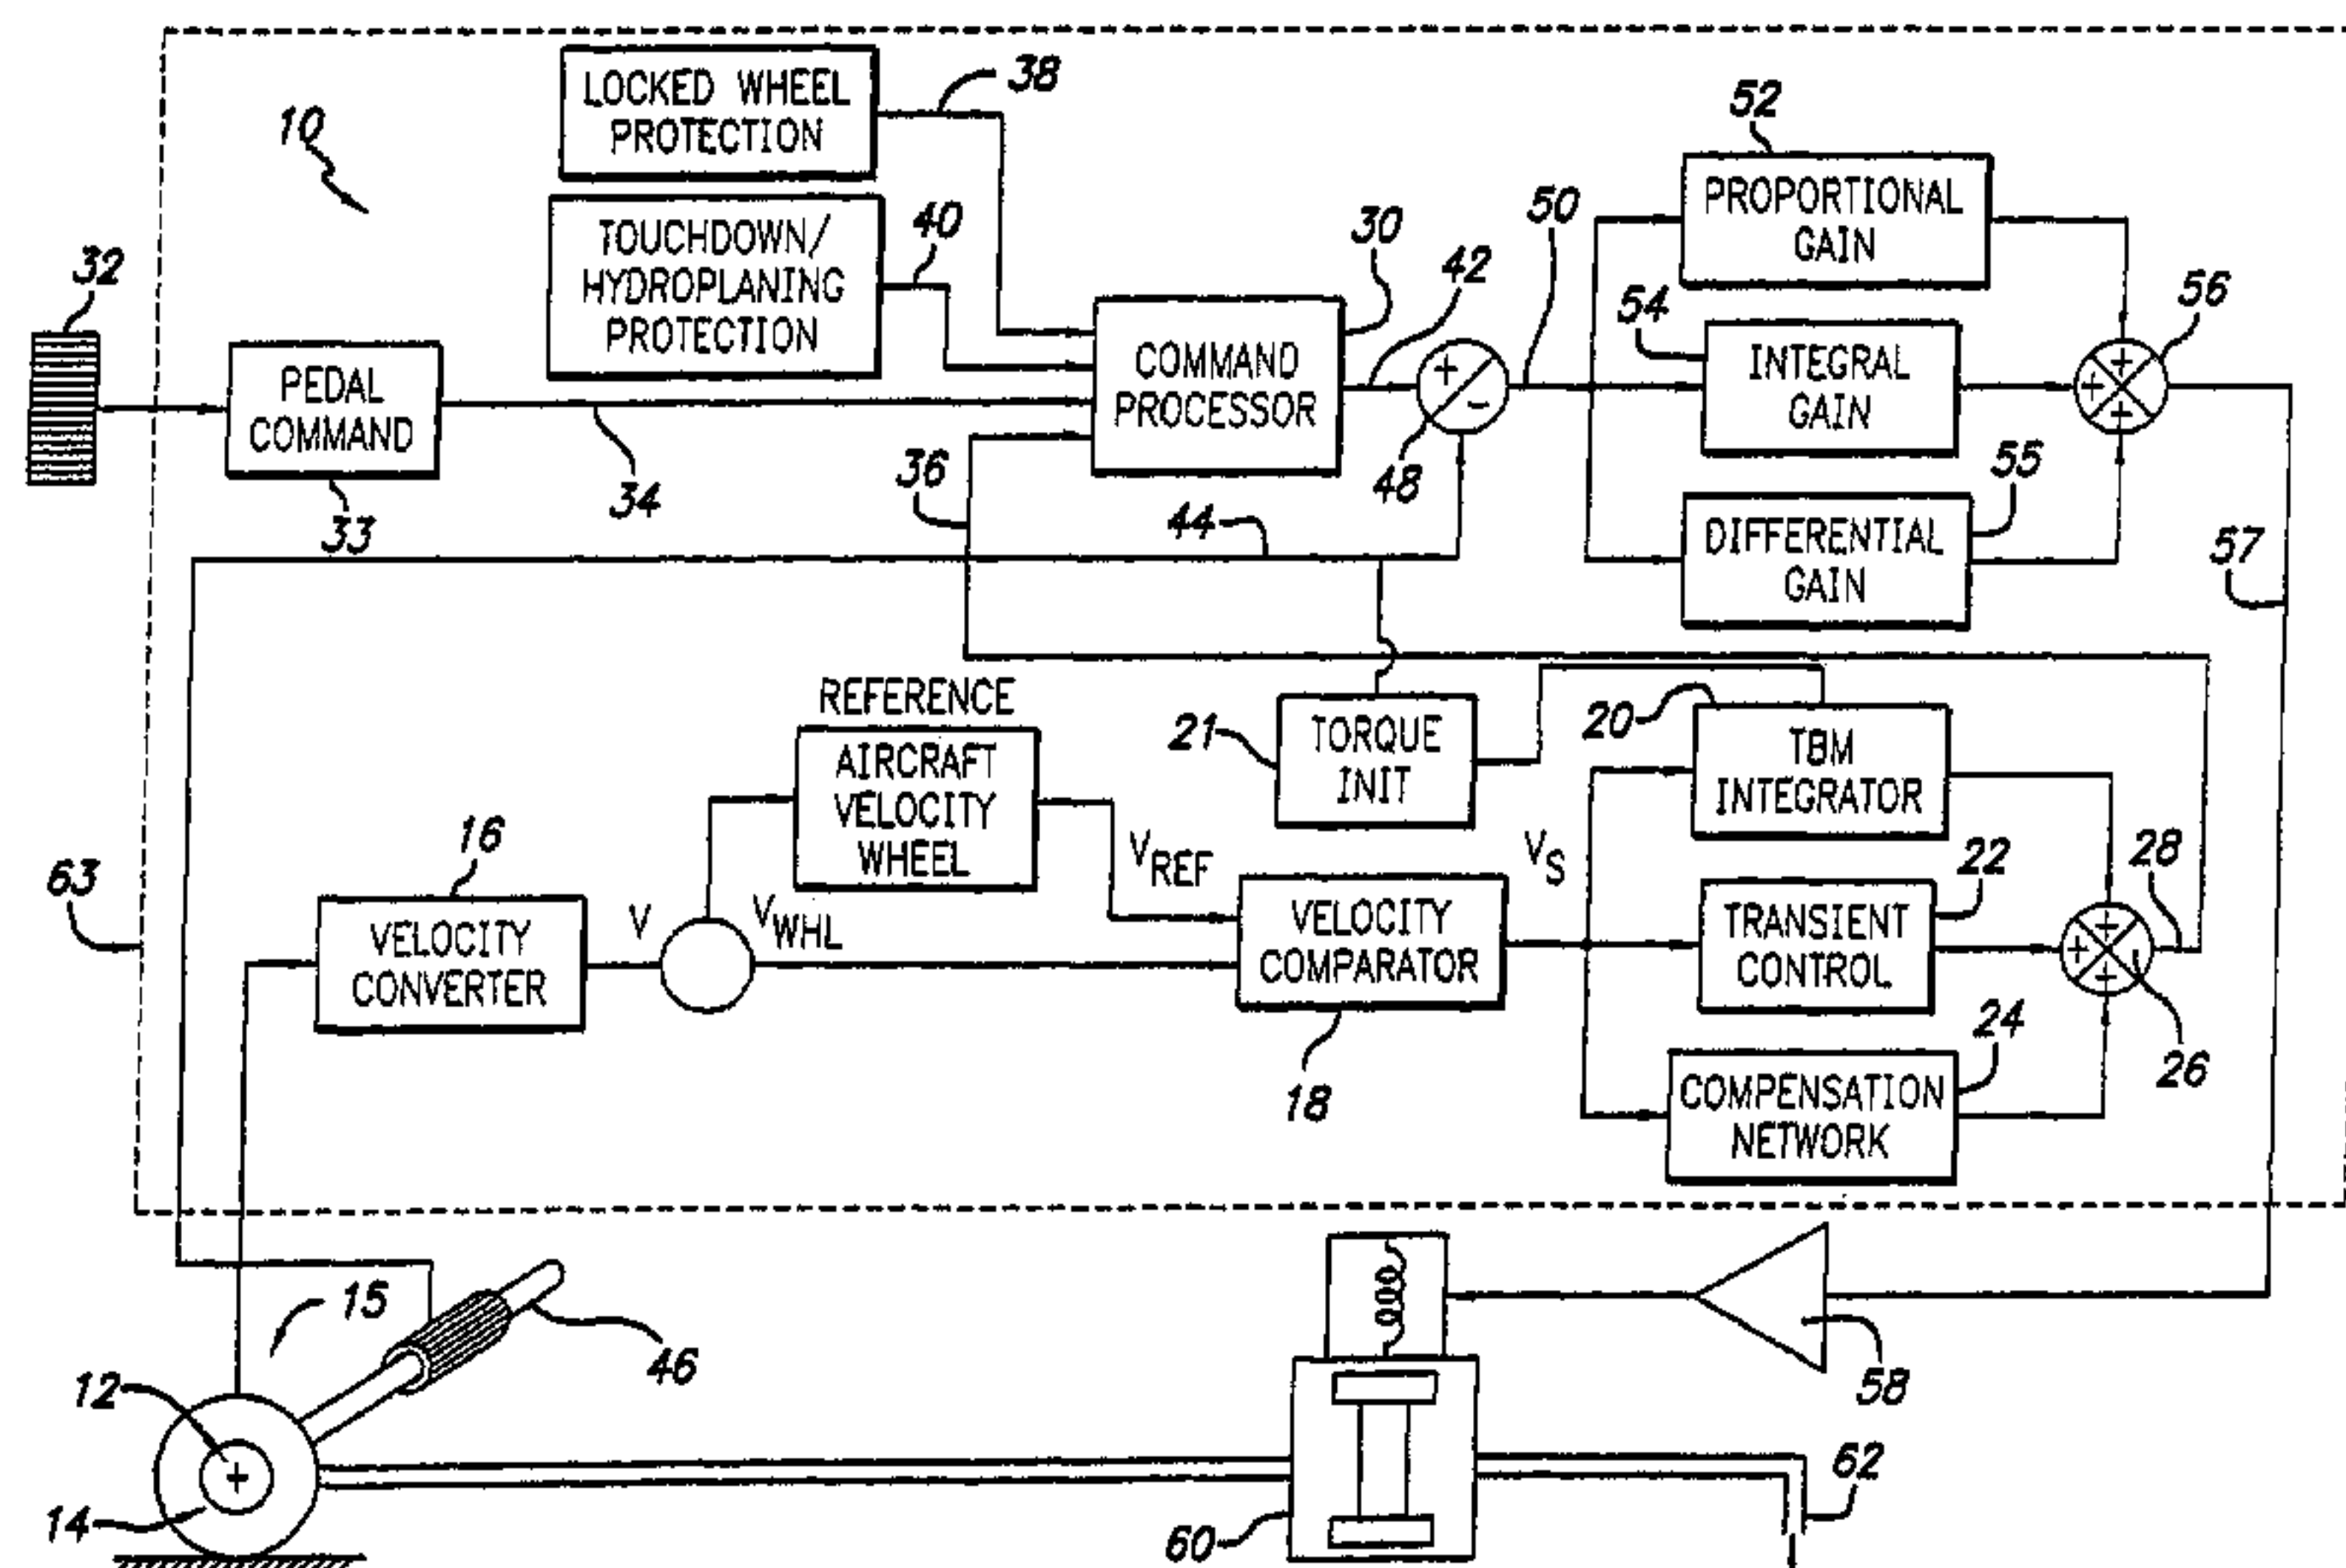 LOCKED WHEEL
PROTECTION
38
10
TOUCHDOWN/
HYDROPLANING
PROTECTION
40
32
PEDAL
COMMAND
33
34
36
COMMAND
PROCESSOR
30
42
+
-
48
44
50
52
PROPORTIONAL
GAIN
54
INTEGRAL
GAIN
55
DIFFERENTIAL
GAIN
+
+
+
56
57
REFERENCE
AIRCRAFT
VELOCITY
WHEEL
21
TORQUE
INIT
20
TBM
INTEGRATOR
16
VELOCITY
CONVERTER
V
VWHL
VREF
VELOCITY
COMPARATOR
18
VS
22
TRANSIENT
CONTROL
24
COMPENSATION
NETWORK
+
+
+
28
26
63
15
46
12
+
14
58
60
62